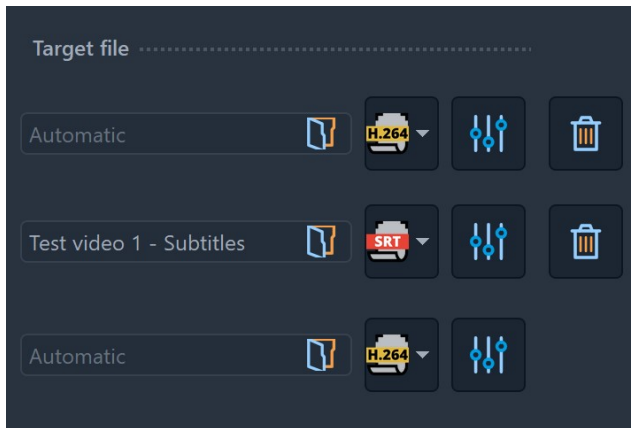 Target file
Automatic
H.264
Test video 1 - Subtitles
SRT
Automatic
H.264